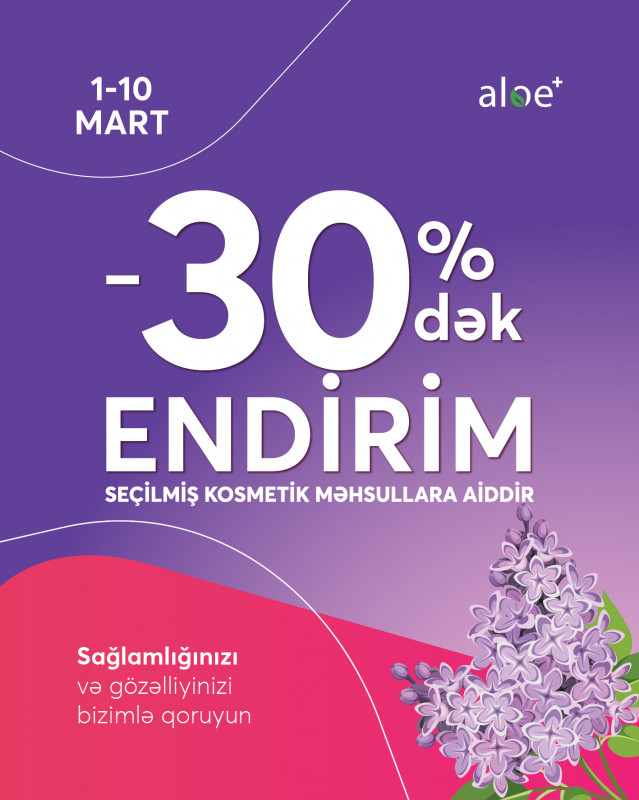 1-10
MART
aloe+
-30%
dək
ENDİRİM
SEÇİLMİŞ KOSMETİK MƏHSULLARA AİDDİR
Sağlamlığınızı
və gözəlliyinizi
bizimlə qoruyun